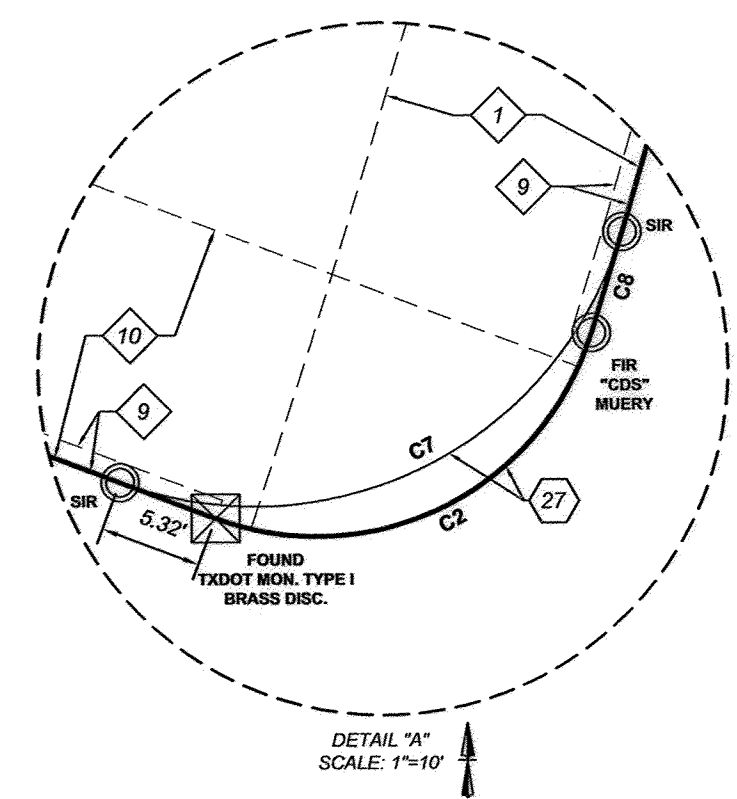 1
9
SIR
C8
10
FIR
"CDS"
MUERY
9
C7
SIR
27
5.32'
C2
FOUND
TXDOT MON. TYPE I
BRASS DISC.
DETAIL "A"
SCALE: 1"=10'